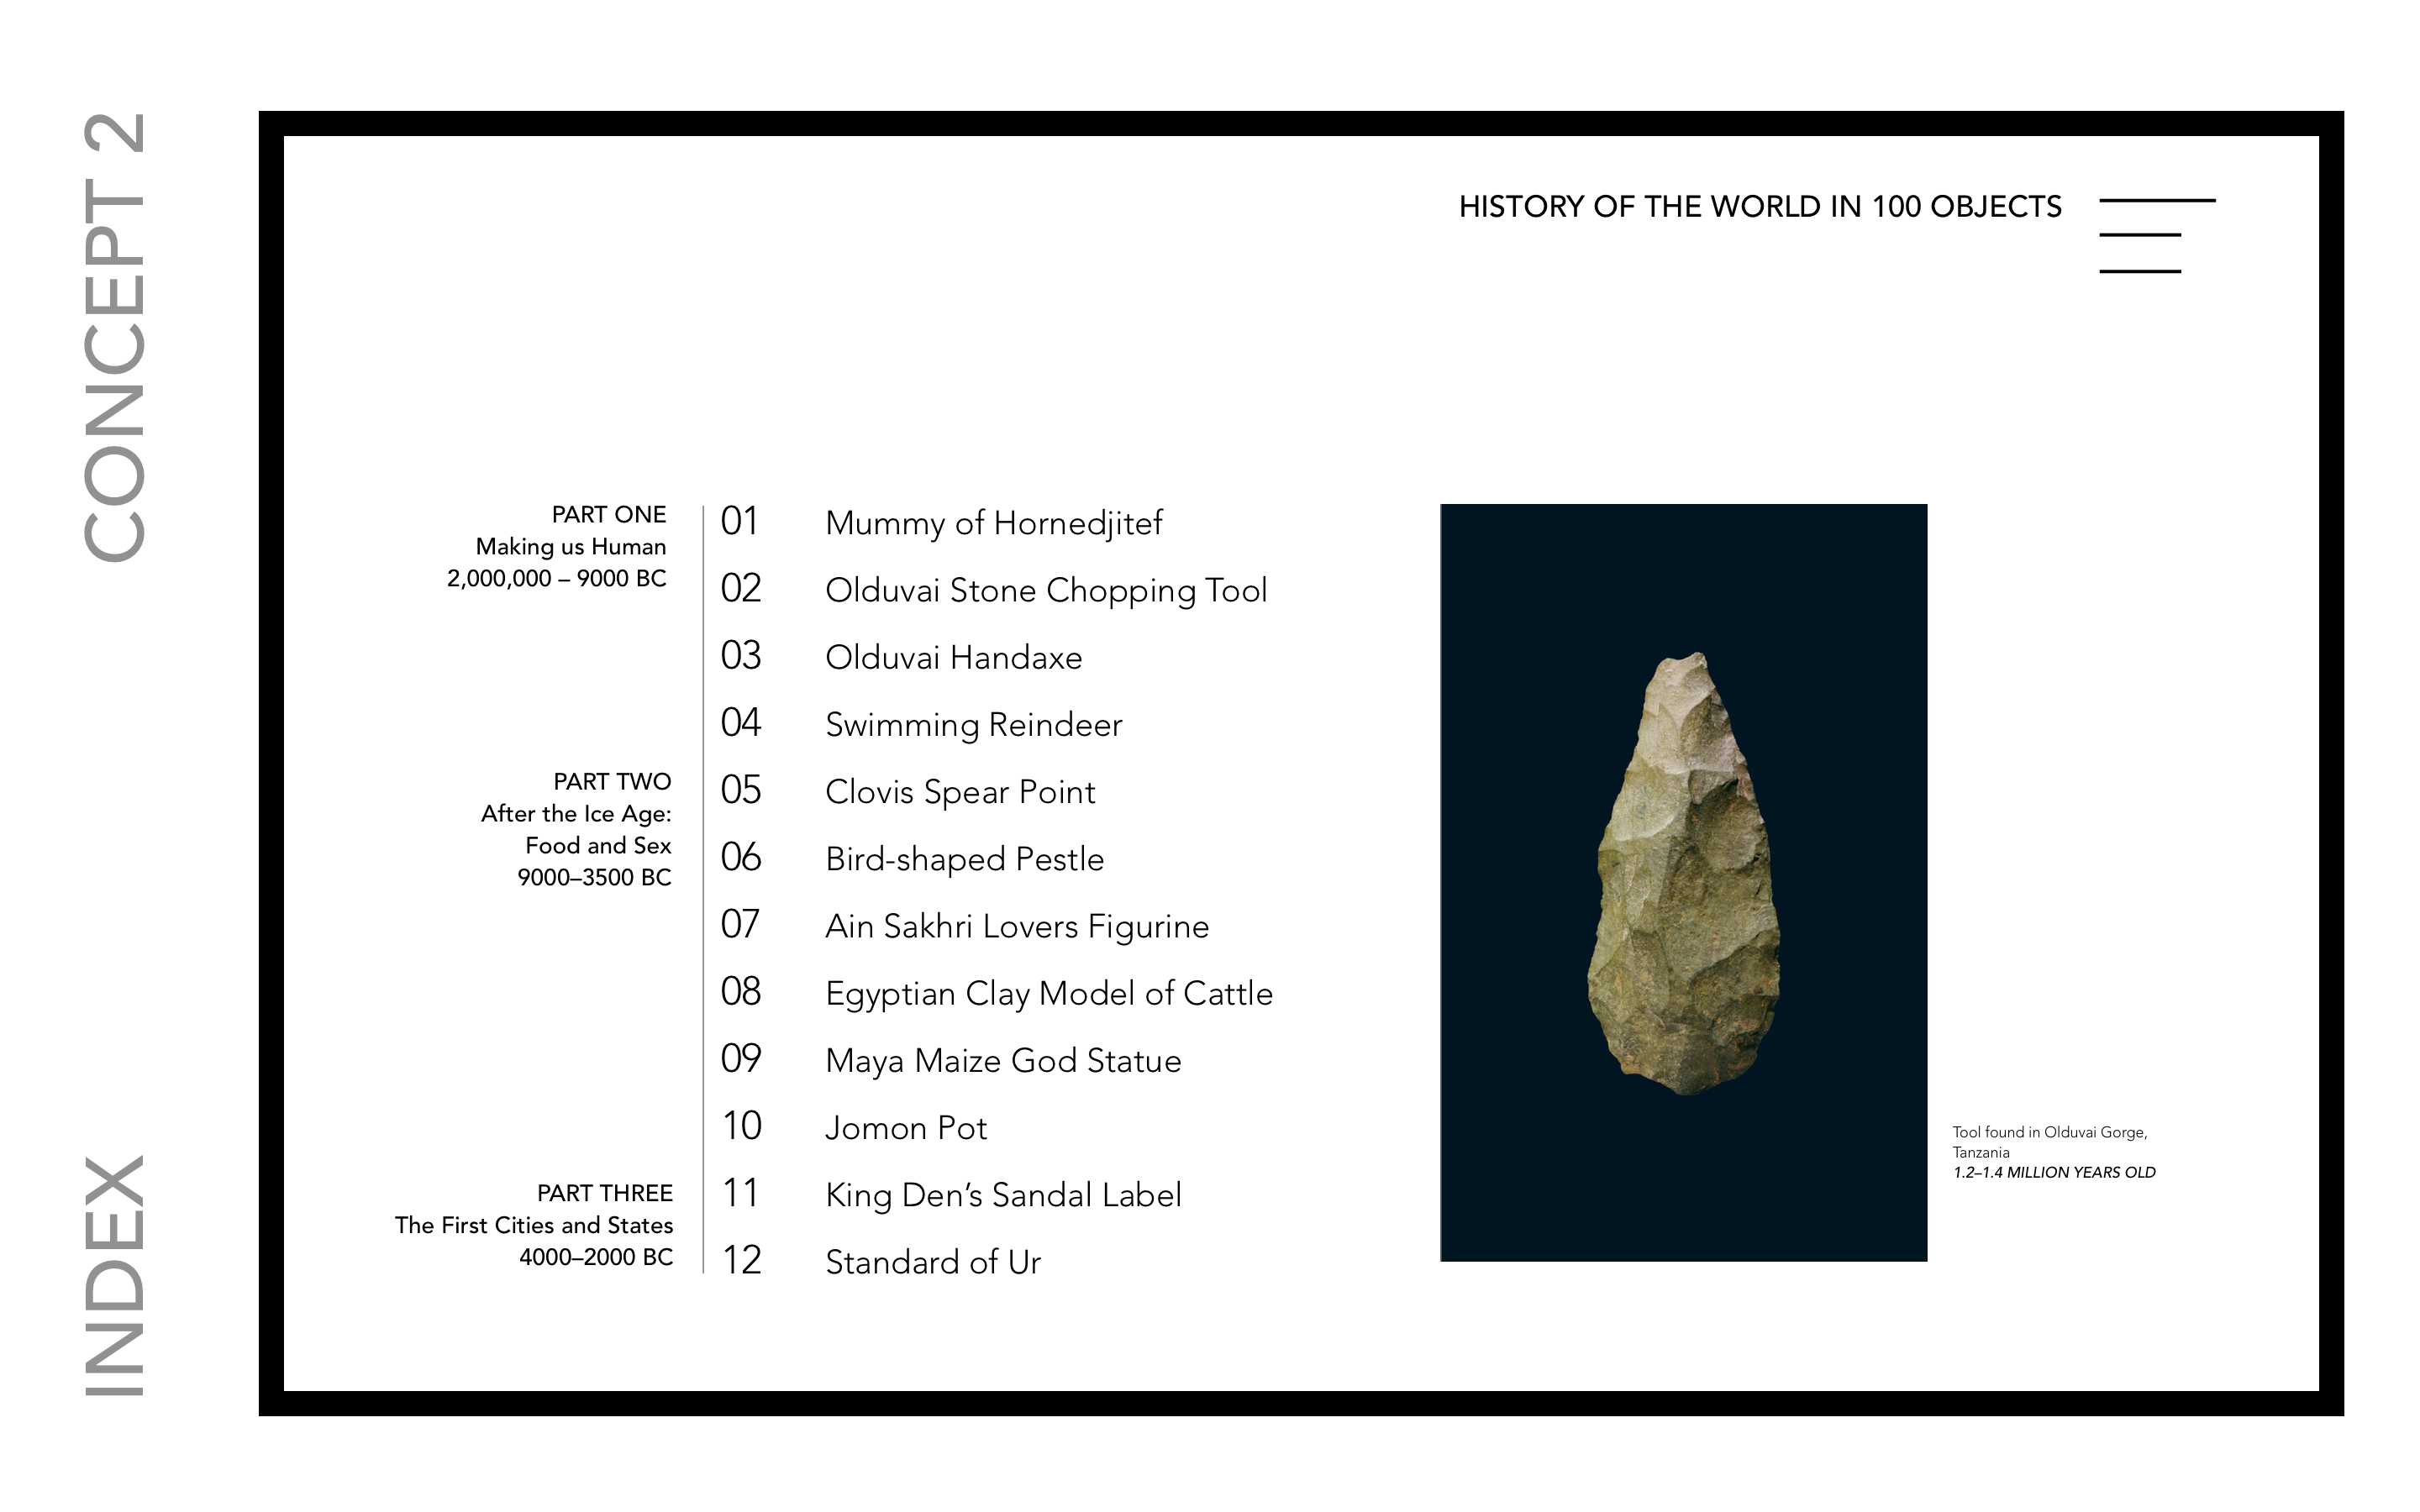 CONCEPT 2
INDEX
HISTORY OF THE WORLD IN 100 OBJECTS
PART ONE
Making us Human
2,000,000 – 9000 BC
01 Mummy of Hornedjitef
02 Olduvai Stone Chopping Tool
03 Olduvai Handaxe
04 Swimming Reindeer
PART TWO
After the Ice Age:
Food and Sex
9000–3500 BC
05 Clovis Spear Point
06 Bird-shaped Pestle
07 Ain Sakhri Lovers Figurine
08 Egyptian Clay Model of Cattle
09 Maya Maize God Statue
10 Jomon Pot
PART THREE
The First Cities and States
4000–2000 BC
11 King Den’s Sandal Label
12 Standard of Ur
Tool found in Olduvai Gorge,
Tanzania
1.2–1.4 MILLION YEARS OLD